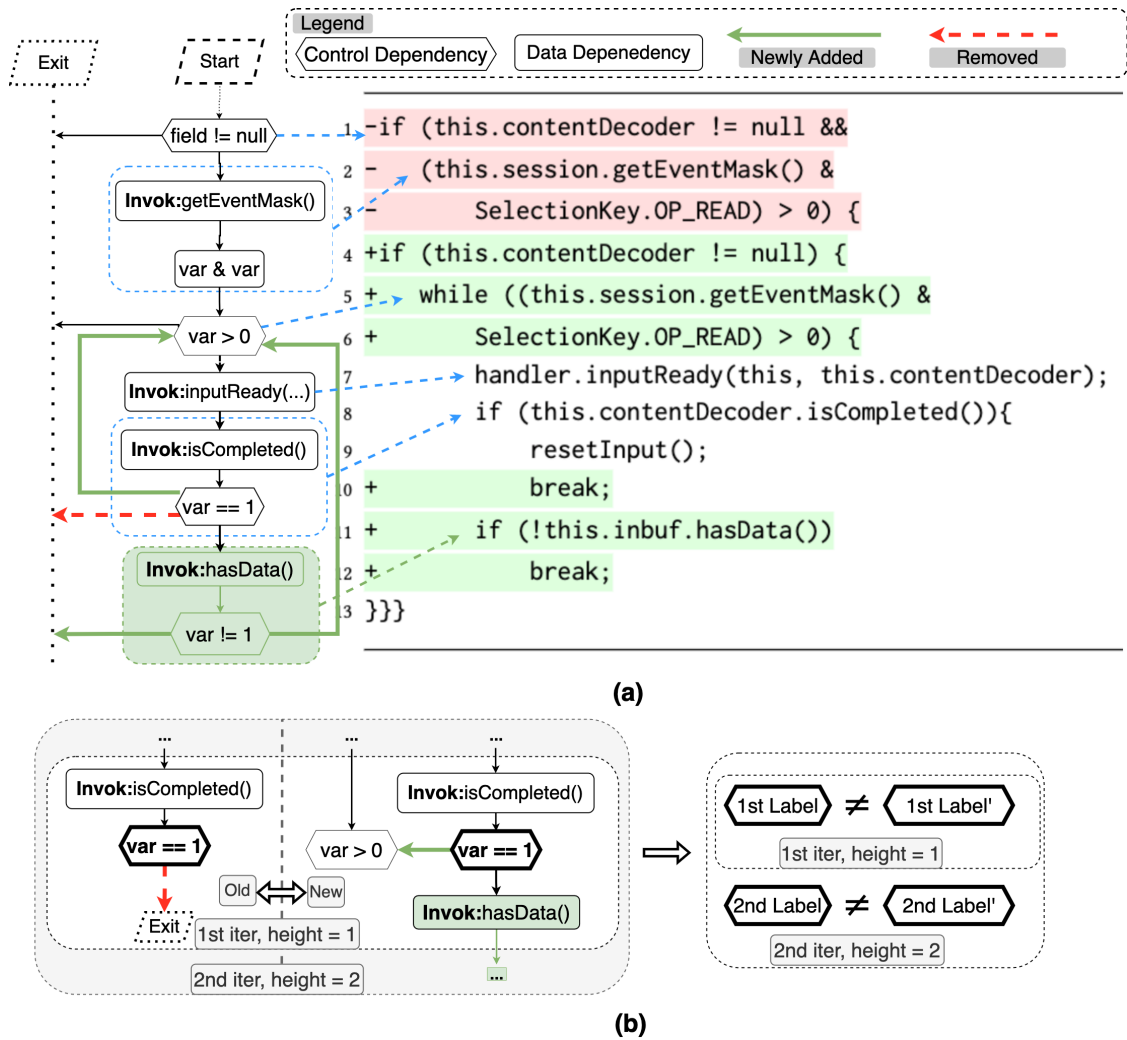 Legend
Exit
Start
Control Dependency
Data Depenedency
Newly Added
Removed
field != null
Invok:getEventMask()
var & var
var > 0
Invok:inputReady(...)
Invok:isCompleted()
var == 1
Invok:hasData()
var != 1
1 -if (this.contentDecoder != null &&
2 - (this.session.getEventMask() &
3 - SelectionKey.OP_READ) > 0) {
4 +if (this.contentDecoder != null) {
5 + while ((this.session.getEventMask() &
6 + SelectionKey.OP_READ) > 0) {
7 handler.inputReady(this, this.contentDecoder);
8 if (this.contentDecoder.isCompleted()){
9 resetInput();
10 + break;
11 + if (!this.inbuf.hasData())
12 + break;
13 }}}
(a)
...
...
...
Invok:isCompleted()
var == 1
Exit
Invok:isCompleted()
var > 0
var == 1
Invok:hasData()
...
Old
New
1st iter, height = 1
2nd iter, height = 2
1st Label ≠ 1st Label'
1st iter, height = 1
2nd Label ≠ 2nd Label'
2nd iter, height = 2
(b)